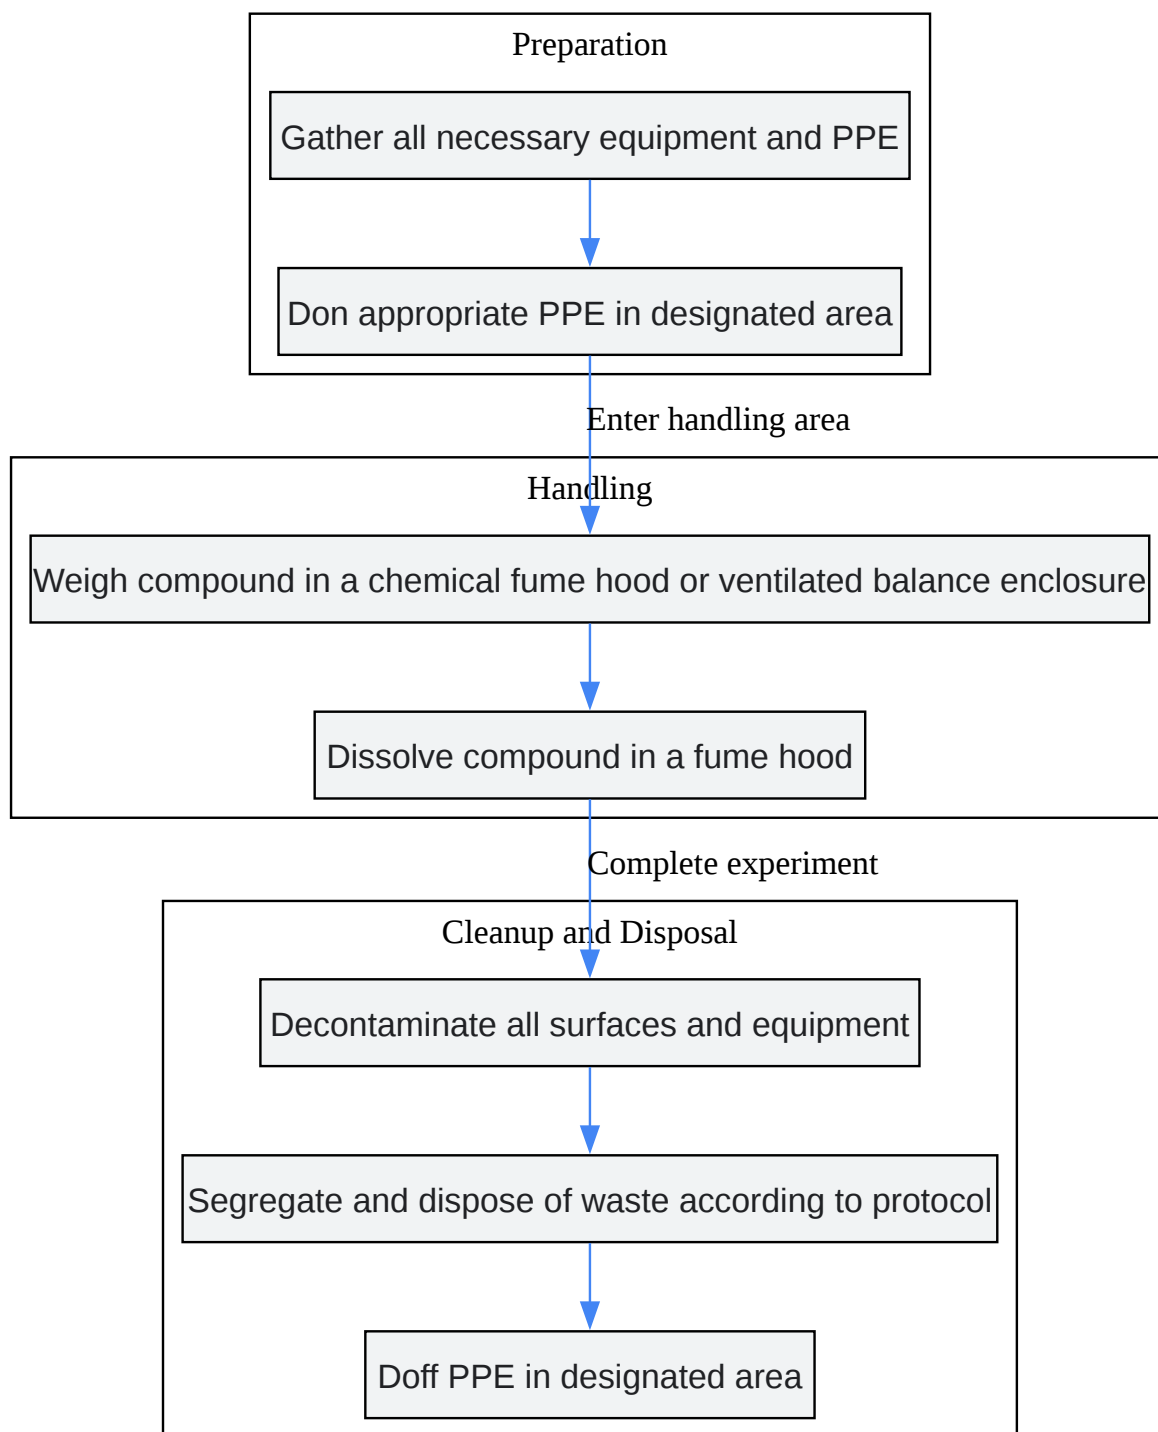 Preparation
Gather all necessary equipment and PPE
Don appropriate PPE in designated area
Enter handling area
Handling
Weigh compound in a chemical fume hood or ventilated balance enclosure
Dissolve compound in a fume hood
Complete experiment
Cleanup and Disposal
Decontaminate all surfaces and equipment
Segregate and dispose of waste according to protocol
Doff PPE in designated area